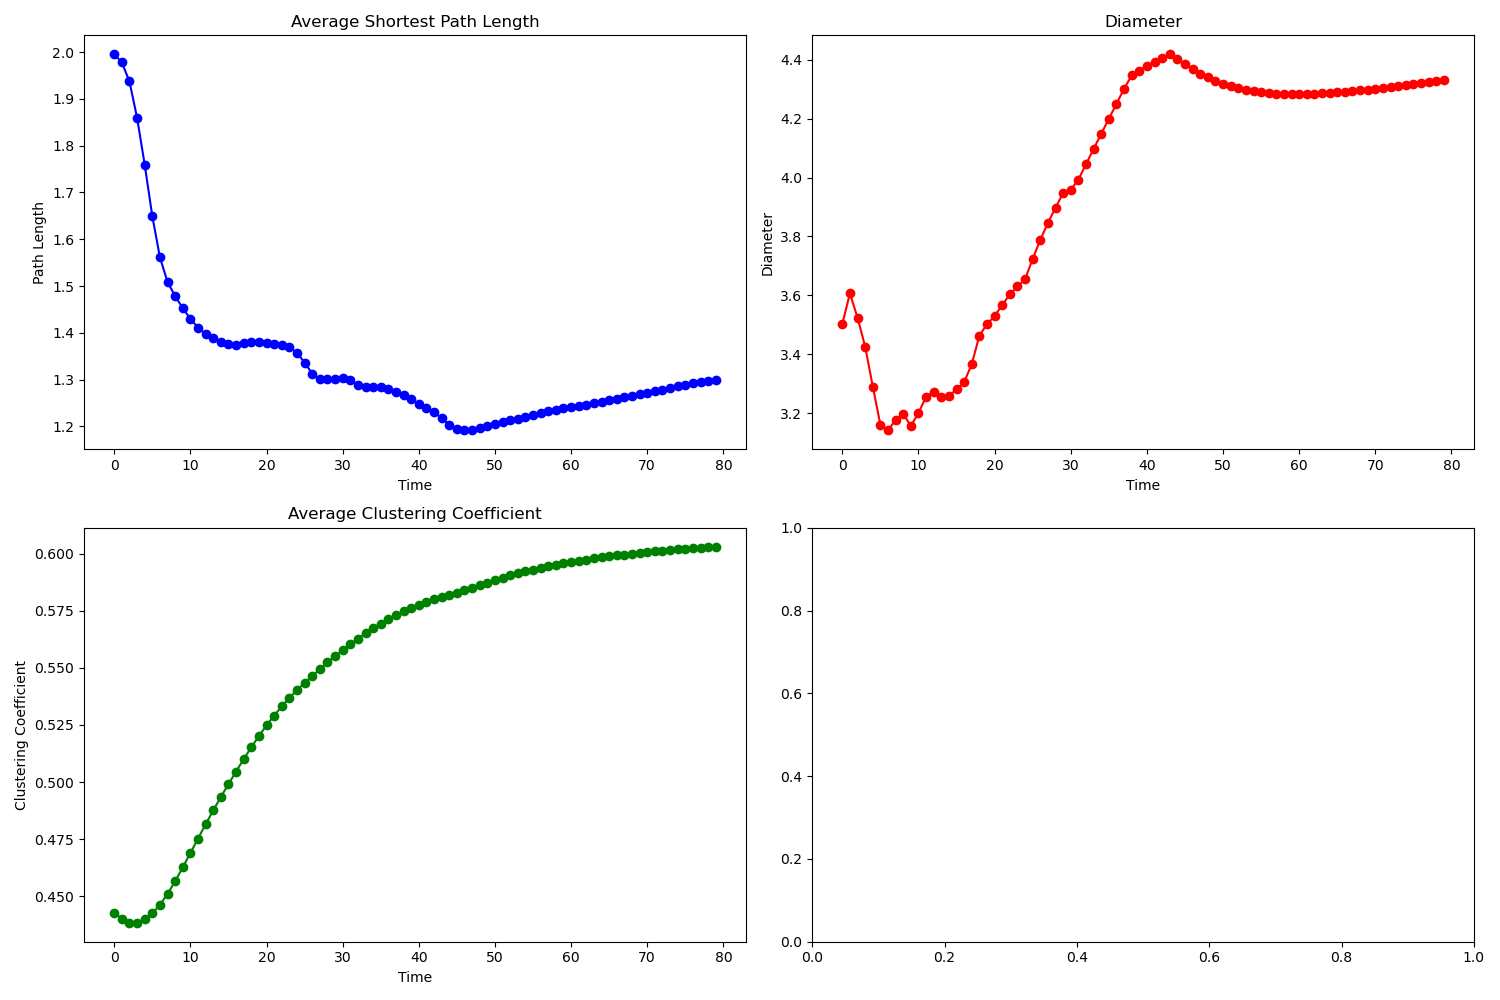 Average Shortest Path Length
Path Length
2.0
1.9
1.8
1.7
1.6
1.5
1.4
1.3
1.2
0 10 20 30 40 50 60 70 80
Time
Diameter
Diameter
4.4
4.2
4.0
3.8
3.6
3.4
3.2
0 10 20 30 40 50 60 70 80
Time
Average Clustering Coefficient
Clustering Coefficient
0.600
0.575
0.550
0.525
0.500
0.475
0.450
0 10 20 30 40 50 60 70 80
Time
1.0
0.8
0.6
0.4
0.2
0.0
0.0 0.2 0.4 0.6 0.8 1.0